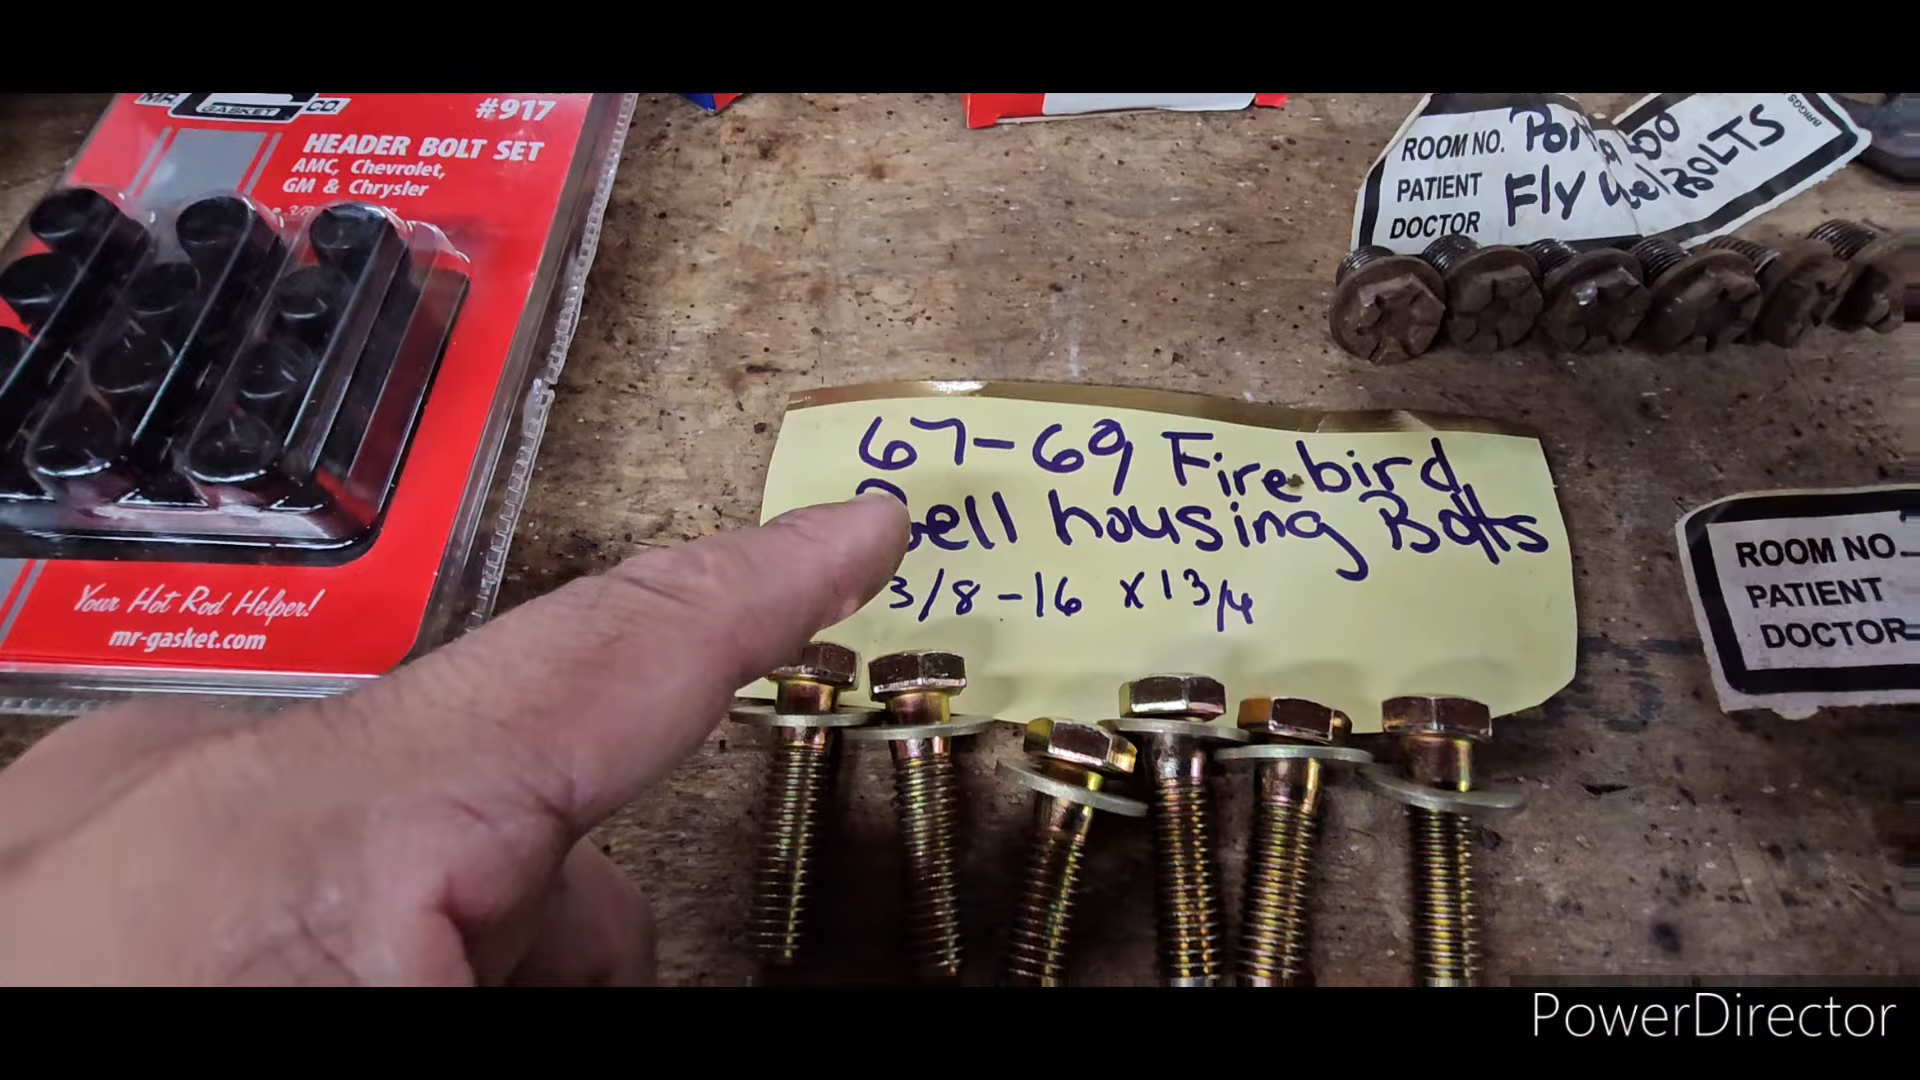 MR. GASKET CO.
#917
HEADER BOLT SET
AMC, Chevrolet,
GM & Chrysler
Your Hot Rod Helper!
mr-gasket.com
ROOM NO.
PATIENT
DOCTOR
Fly
BOLTS
BRIGGS
67-69 Firebird
Bell housing Bolts
3/8-16 x 1 3/4
ROOM NO.
PATIENT
DOCTOR
PowerDirector